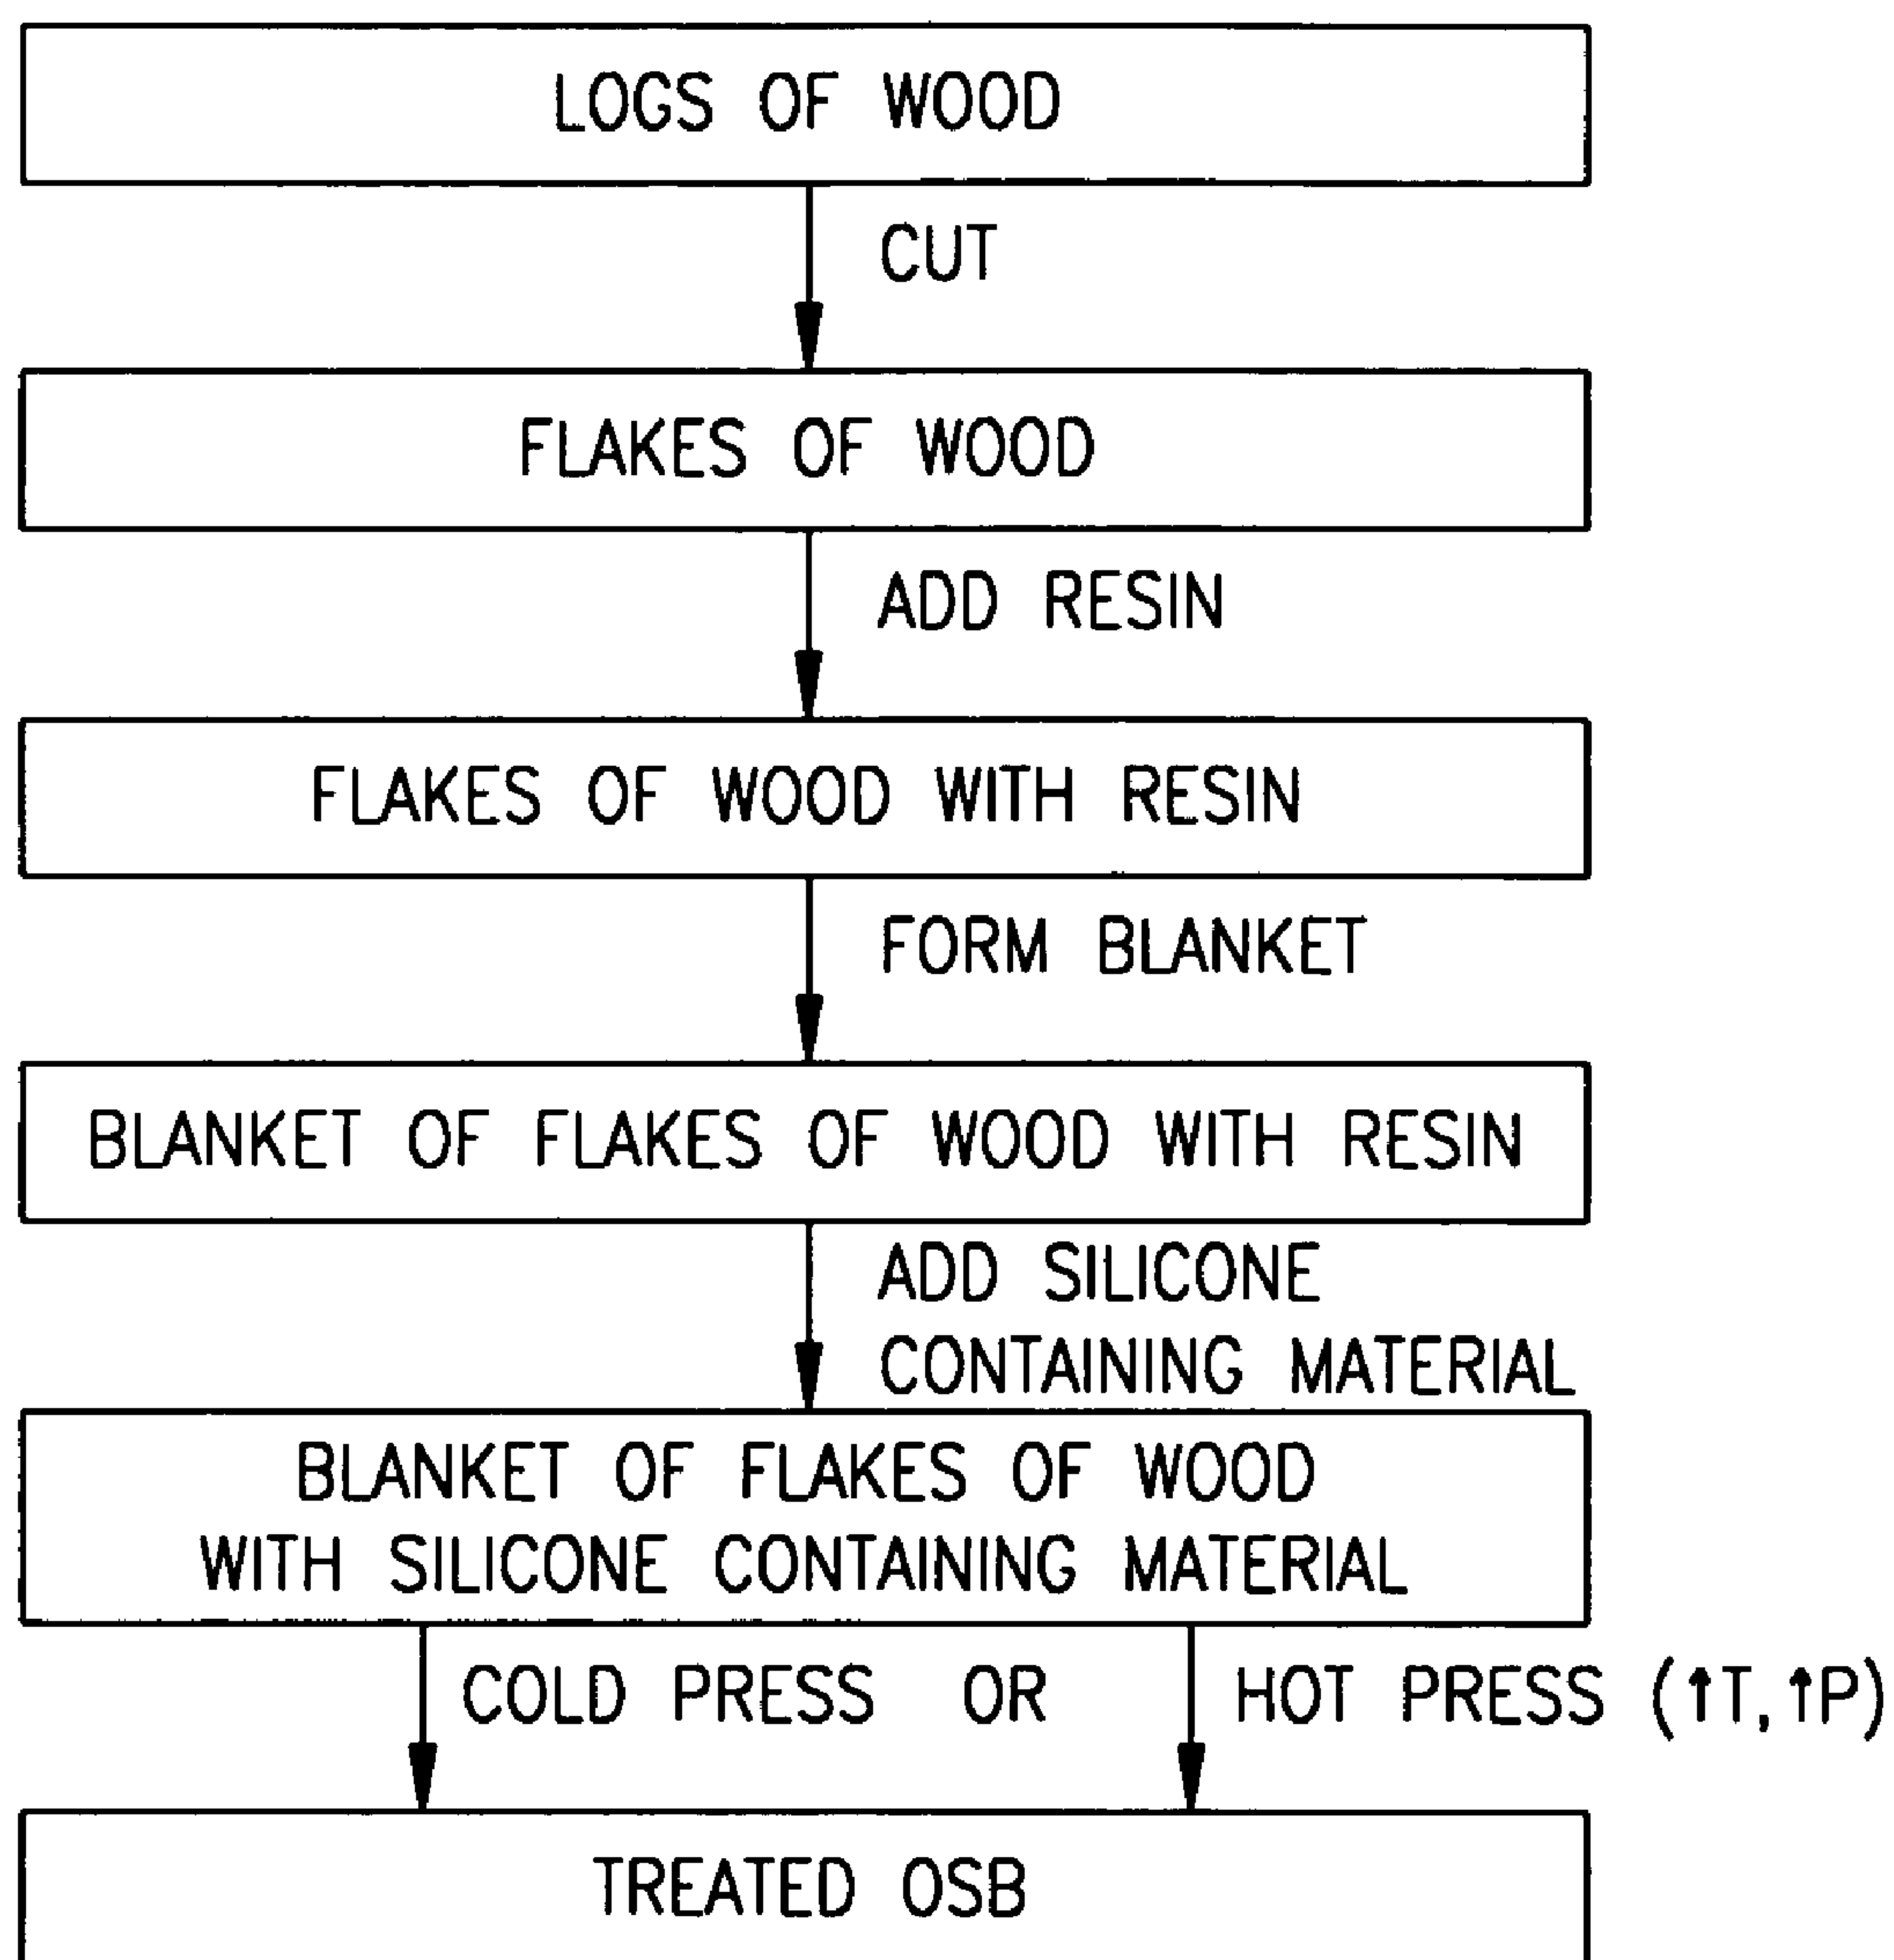 LOGS OF WOOD
CUT
FLAKES OF WOOD
ADD RESIN
FLAKES OF WOOD WITH RESIN
FORM BLANKET
BLANKET OF FLAKES OF WOOD WITH RESIN
ADD SILICONE
CONTAINING MATERIAL
BLANKET OF FLAKES OF WOOD
WITH SILICONE CONTAINING MATERIAL
COLD PRESS OR HOT PRESS (↑T, ↑P)
TREATED OSB